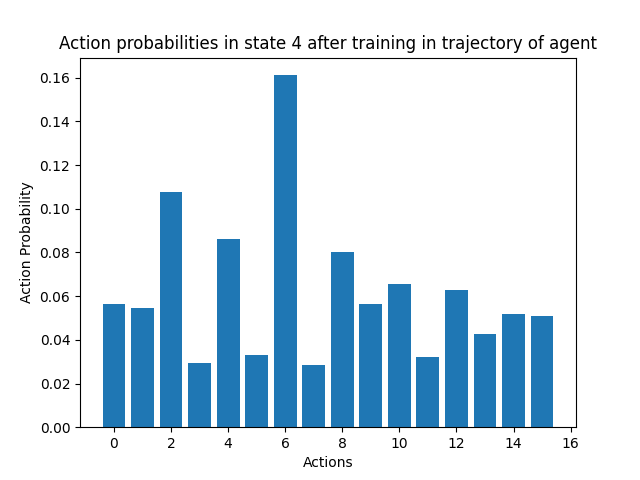 Action probabilities in state 4 after training in trajectory of agent
0.16
0.14
0.12
0.10
0.08
0.06
0.04
0.02
0.00
Action Probability
0 2 4 6 8 10 12 14 16
Actions